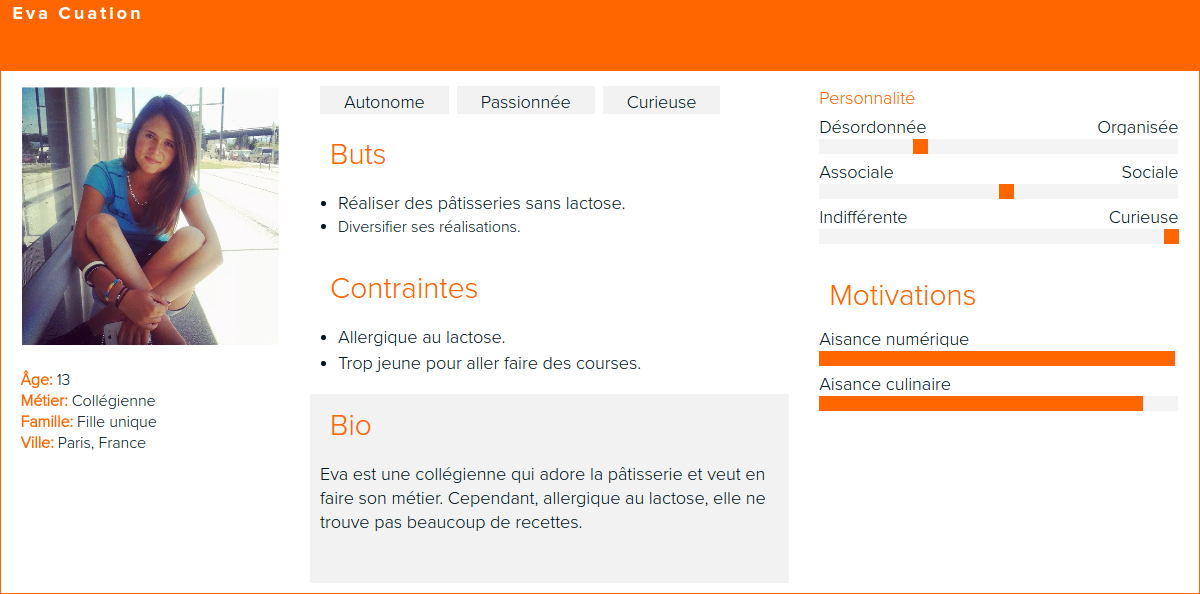 Eva Cuation
Âge: 13
Métier: Collégienne
Famille: Fille unique
Ville: Paris, France
Autonome
Passionnée
Curieuse
Buts
Réaliser des pâtisseries sans lactose.
Diversifier ses réalisations.
Contraintes
Allergique au lactose.
Trop jeune pour aller faire des courses.
Bio
Eva est une collégienne qui adore la pâtisserie et veut en
faire son métier. Cependant, allergique au lactose, elle ne
trouve pas beaucoup de recettes.
Personnalité
Désordonnée Organisée
Associale Sociale
Indifférente Curieuse
Motivations
Aisance numérique
Aisance culinaire